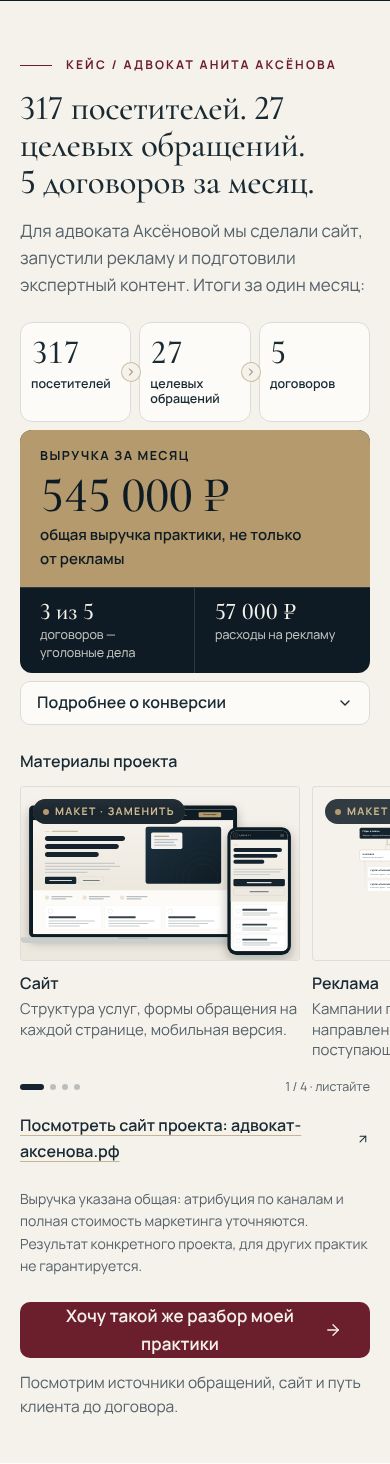 КЕЙС / АДВОКАТ АНИТА АКСЁНОВА
317 посетителей. 27
целевых обращений.
5 договоров за месяц.
Для адвоката Аксёновой мы сделали сайт,
запустили рекламу и подготовили
экспертный контент. Итоги за один месяц:
317
посетителей
27
целевых
обращений
5
договоров
ВЫРУЧКА ЗА МЕСЯЦ
545 000 ₽
общая выручка практики, не только
от рекламы
3 из 5
договоров —
уголовные дела
57 000 ₽
расходы на рекламу
Подробнее о конверсии
Материалы проекта
МАКЕТ · ЗАМЕНИТЬ
МАКЕТ
Сайт
Структура услуг, формы обращения на
каждой странице, мобильная версия.
Реклама
Кампании
направлен
поступающ
1 / 4 · листайте
Посмотреть сайт проекта: адвокат-
аксенова.рф
Выручка указана общая: атрибуция по каналам и
полная стоимость маркетинга уточняются.
Результат конкретного проекта, для других практик
не гарантируется.
Хочу такой же разбор моей
практики
Посмотрим источники обращений, сайт и путь
клиента до договора.